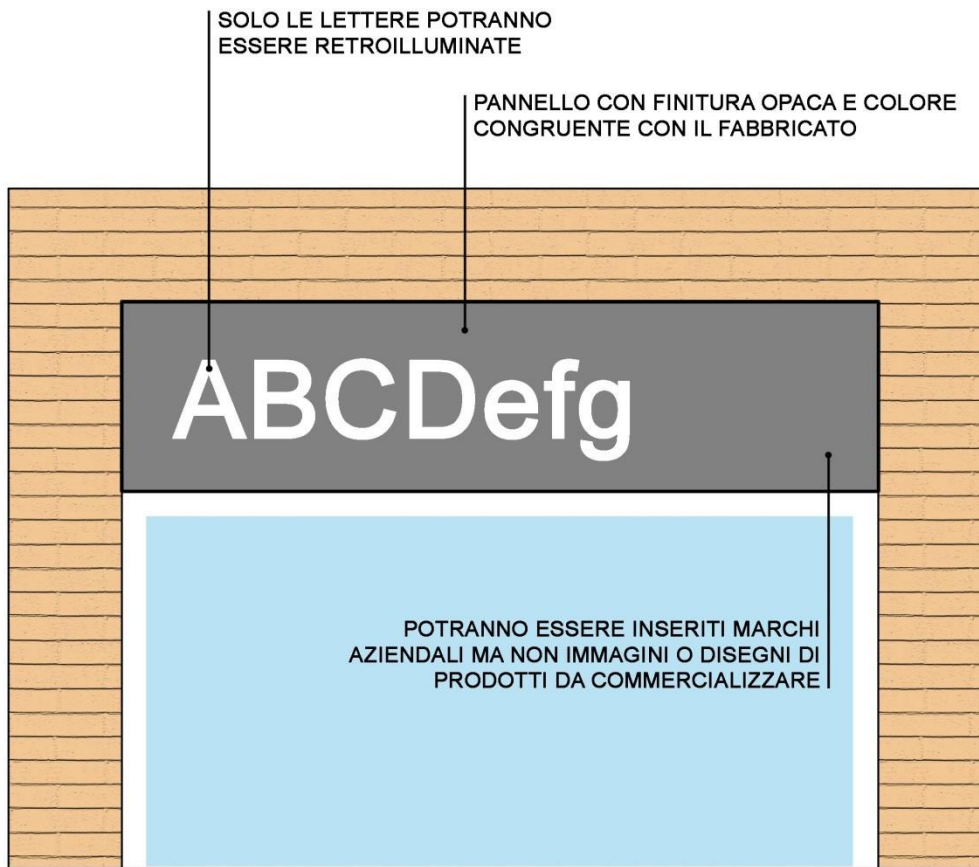 SOLO LE LETTERE POTRANNO
ESSERE RETROILLUMINATE
PANNELLO CON FINITURA OPACA E COLORE
CONGRUENTE CON IL FABBRICATO
ABCDefg
POTRANNO ESSERE INSERITI MARCHI
AZIENDALI MA NON IMMAGINI O DISEGNI DI
PRODOTTI DA COMMERCIALIZZARE